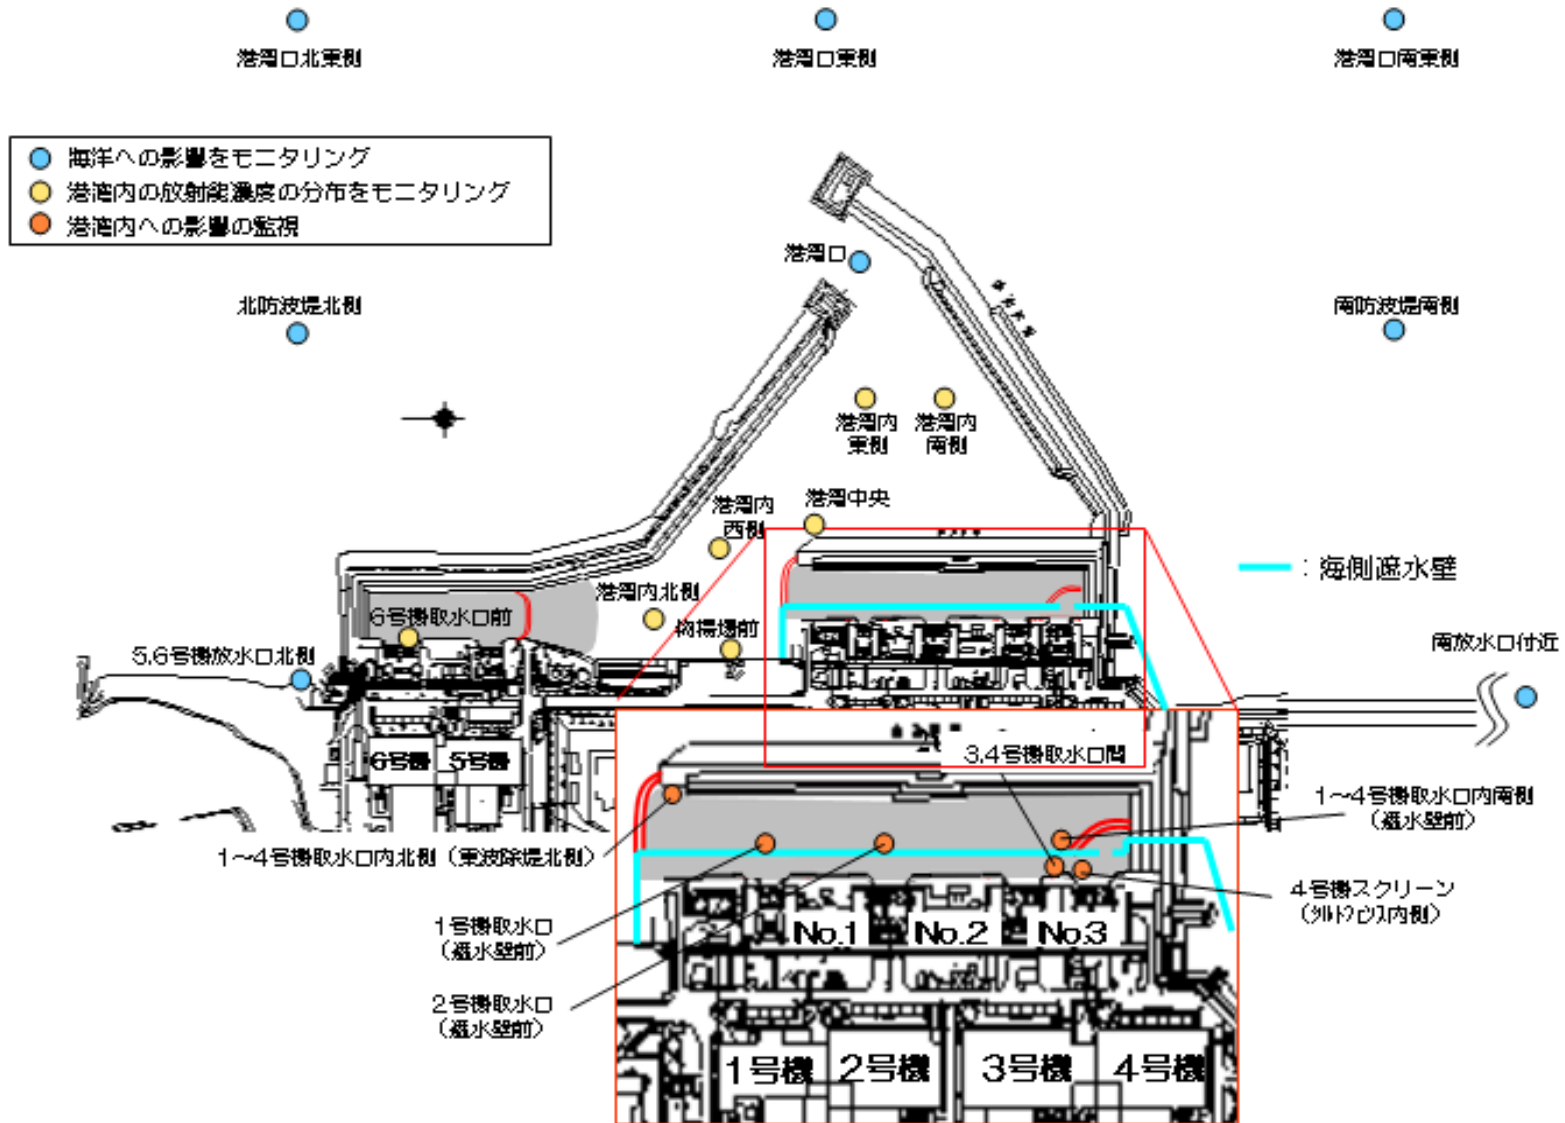 港湾口北東側
港湾口東側
港湾口南東側
海洋への影響をモニタリング
港湾内の放射能濃度の分布をモニタリング
港湾内への影響の監視
港湾口
北防波堤北側
南防波堤南側
港湾内
東側
港湾内
南側
港湾内
西側
港湾中央
：海側遮水壁
港湾内北側
6号機取水口前
物揚場前
5,6号機放水口北側
南放水口付近
6号機
5号機
3,4号機取水口間
1～4号機取水口内南側
（遮水壁前）
1～4号機取水口内北側（東波除堤北側）
4号機スクリーン
（シルトフェンス内側）
1号機取水口
（遮水壁前）
No.1
No.2
No.3
2号機取水口
（遮水壁前）
1号機
2号機
3号機
4号機